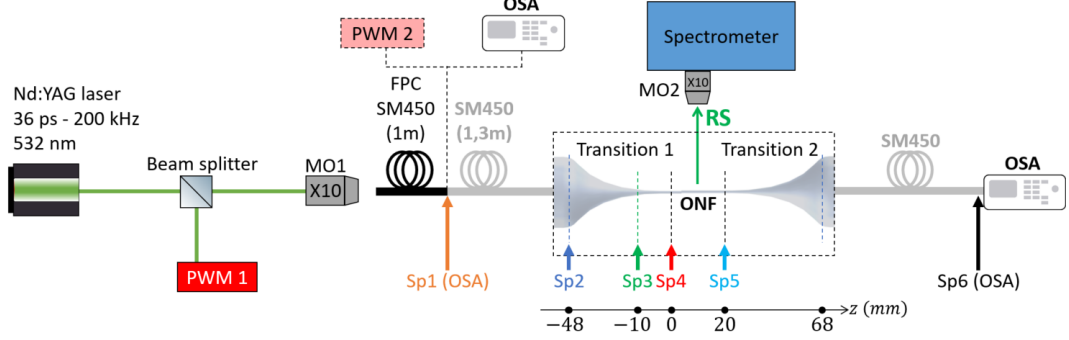 OSA
PWM 2
Spectrometer
Nd:YAG laser
36 ps - 200 kHz
532 nm
FPC
SM450
(1m)
SM450
(1,3m)
MO2
X10
RS
Beam splitter
MO1
X10
Transition 1
Transition 2
SM450
OSA
ONF
PWM 1
Sp1 (OSA)
Sp2
Sp3
Sp4
Sp5
Sp6 (OSA)
z (mm)
−48
−10
0
20
68